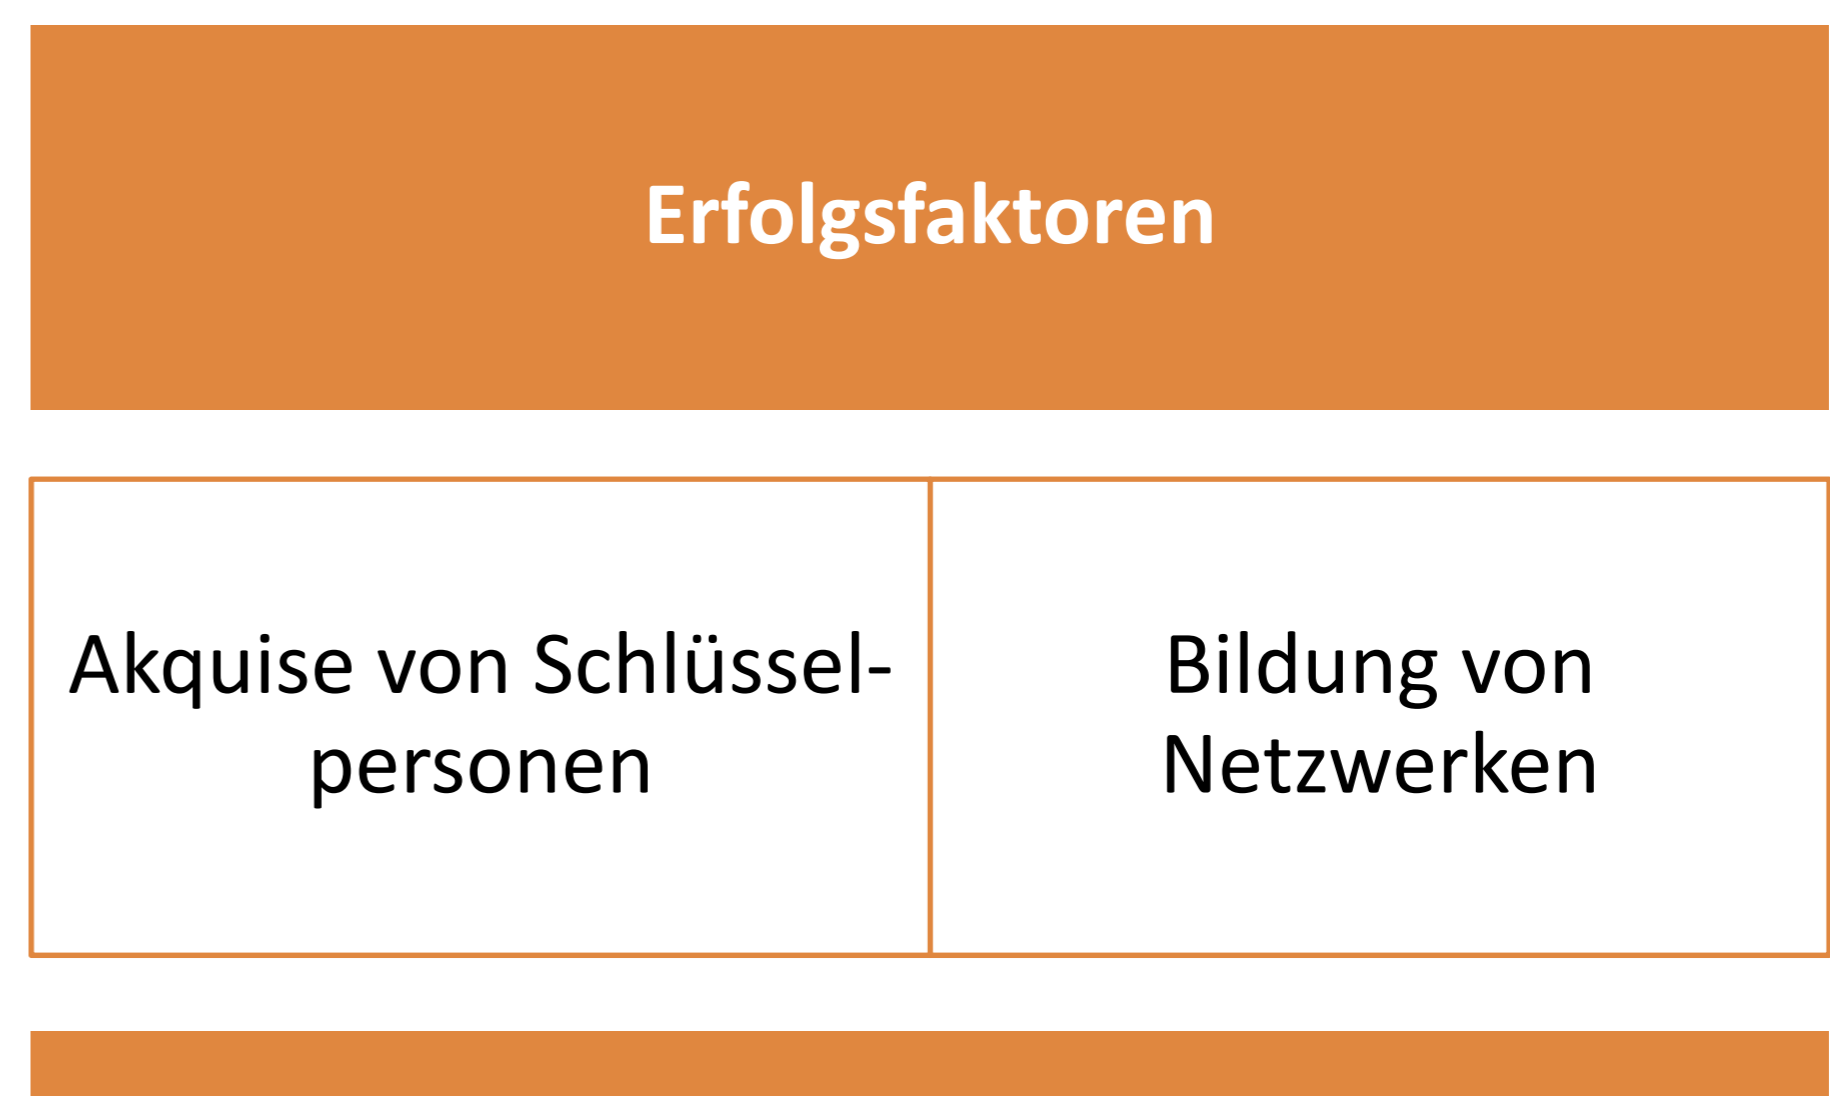 Erfolgsfaktoren
Akquise von Schlüssel-
personen
Bildung von
Netzwerken